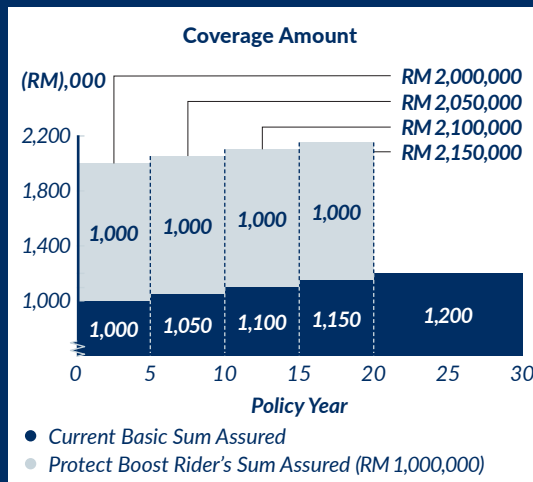 Coverage Amount
(RM),000
RM 2,000,000
RM 2,050,000
RM 2,100,000
RM 2,150,000
2,200
1,800
1,400
1,000
1,000 1,000 1,000 1,000
1,000 1,050 1,100 1,150 1,200
0 5 10 15 20 25 30
Policy Year
Current Basic Sum Assured
Protect Boost Rider's Sum Assured (RM 1,000,000)